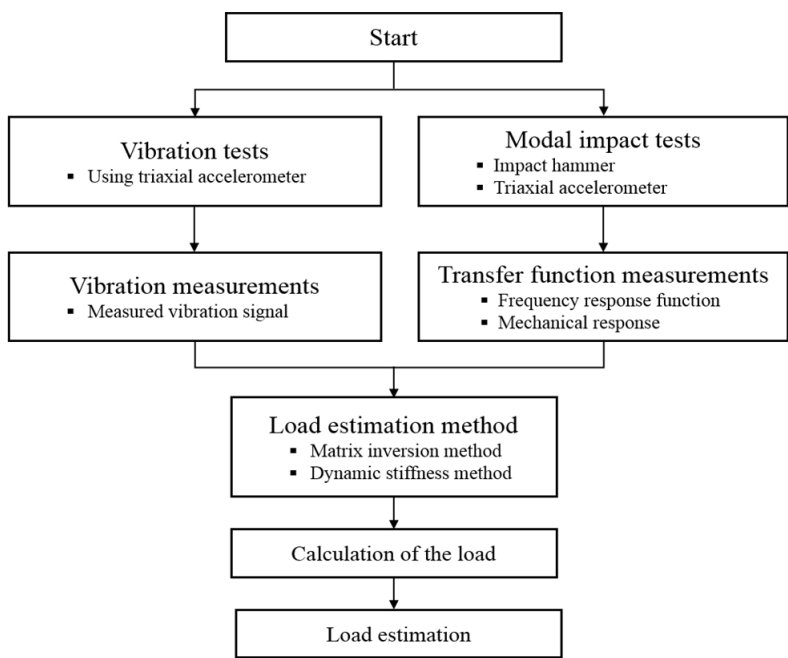 Start
Vibration tests
▪ Using triaxial accelerometer
Modal impact tests
▪ Impact hammer
▪ Triaxial accelerometer
Vibration measurements
▪ Measured vibration signal
Transfer function measurements
▪ Frequency response function
▪ Mechanical response
Load estimation method
▪ Matrix inversion method
▪ Dynamic stiffness method
Calculation of the load
Load estimation